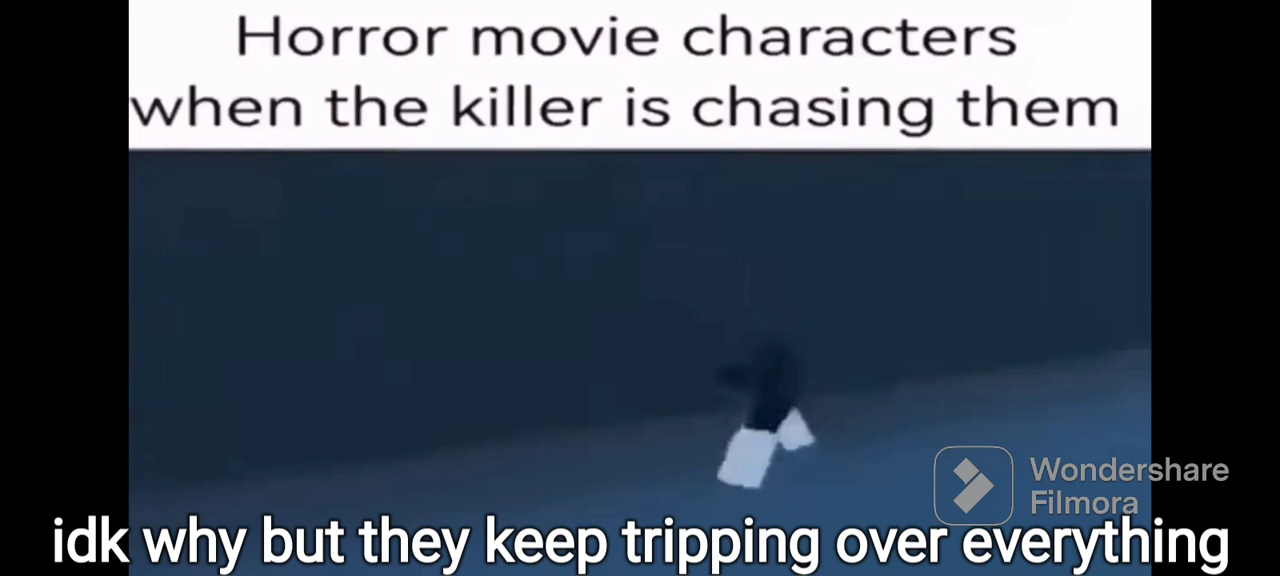 Horror movie characters
when the killer is chasing them
Wondershare
Filmora
idk why but they keep tripping over everything